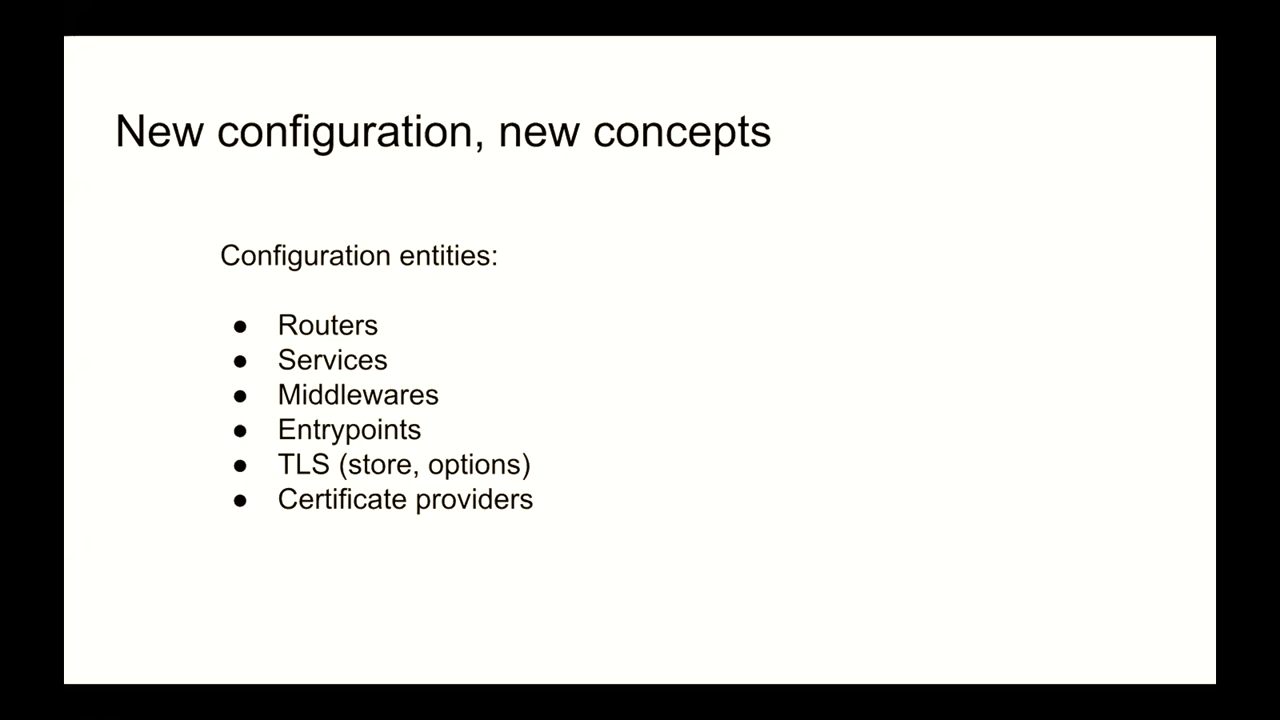 New configuration, new concepts
Configuration entities:
● Routers
● Services
● Middlewares
● Entrypoints
● TLS (store, options)
● Certificate providers